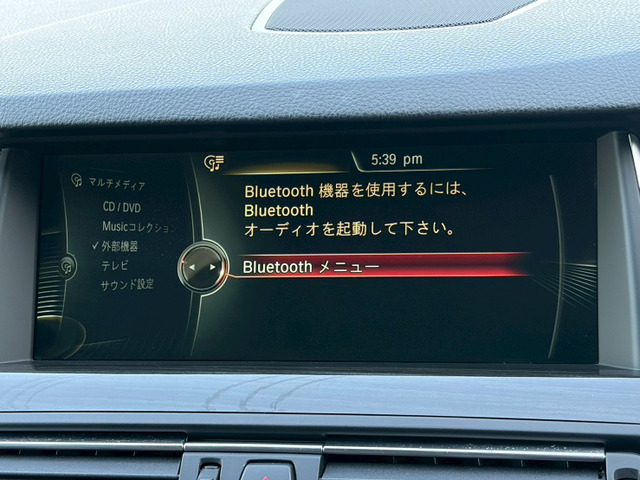 5:39 pm
マルチメディア
CD / DVD
Musicコレクション
✓外部機器
テレビ
サウンド設定
Bluetooth 機器を使用するには、
Bluetooth
オーディオを起動して下さい。
Bluetooth メニュー